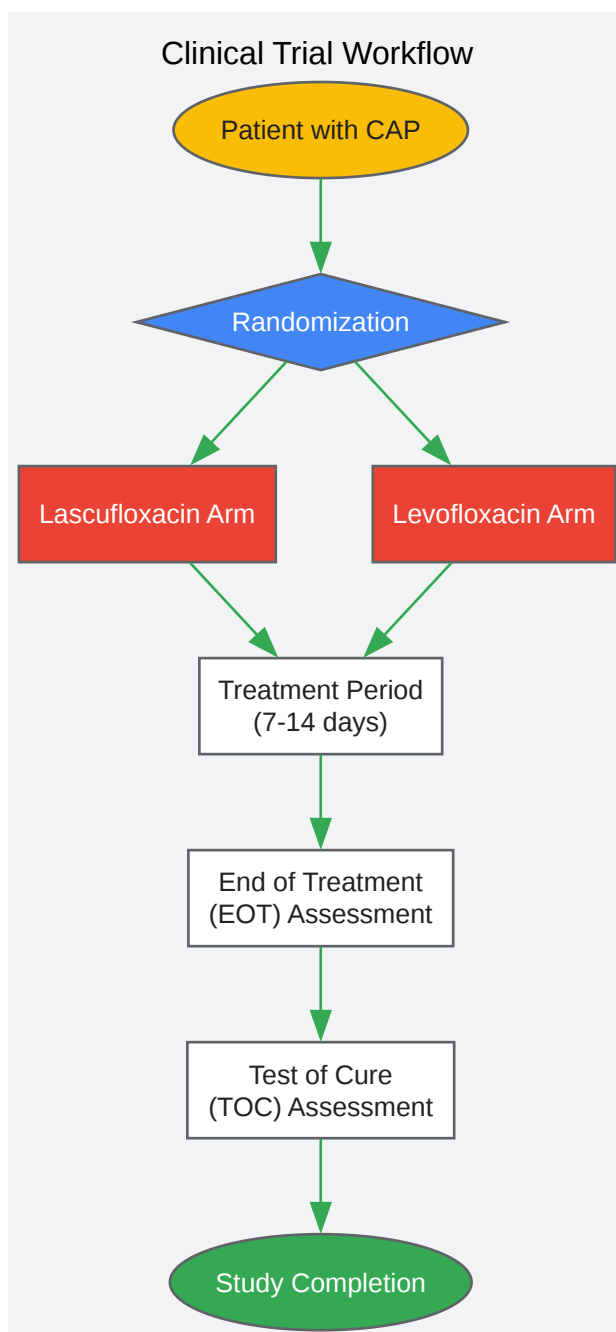 Clinical Trial Workflow
Patient with CAP
Randomization
Lascufloxacin Arm
Levofloxacin Arm
Treatment Period
(7-14 days)
End of Treatment
(EOT) Assessment
Test of Cure
(TOC) Assessment
Study Completion